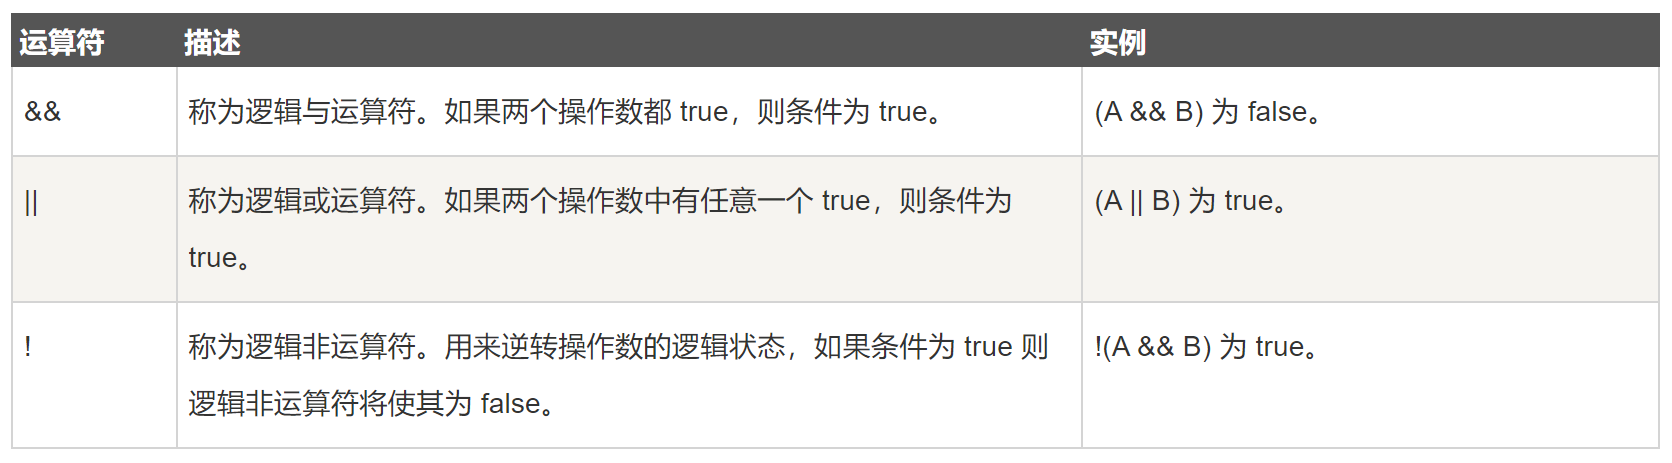 运算符 描述 实例
&& 称为逻辑与运算符。如果两个操作数都 true，则条件为 true。 (A && B) 为 false。
|| 称为逻辑或运算符。如果两个操作数中有任意一个 true，则条件为 (A || B) 为 true。
true。
! 称为逻辑非运算符。用来逆转操作数的逻辑状态，如果条件为 true 则 !(A && B) 为 true。
逻辑非运算符将使其为 false。